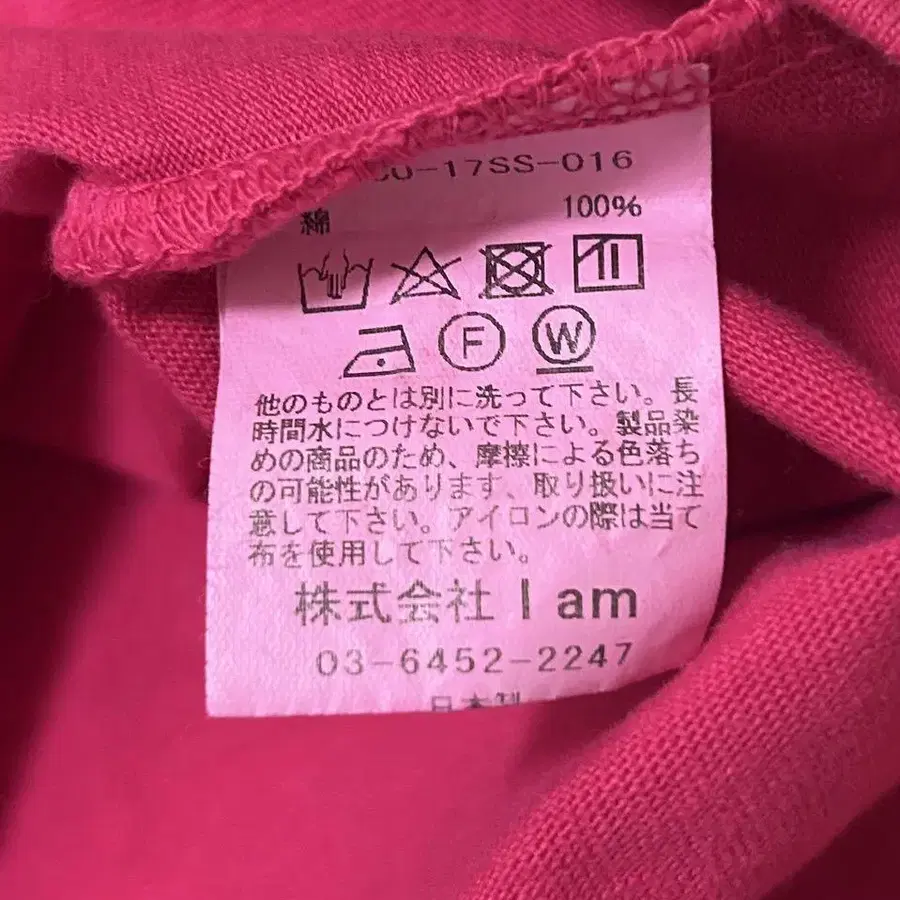 -17SS-016
綿 100%
F W
他のものとは別に洗って下さい。長
時間水につけないで下さい。製品染
めの商品のため、摩擦による色落ち
の可能性があります、取り扱いに注
意して下さい。アイロンの際は当て
布を使用して下さい。
株式会社 I am
03-6452-2247
日本製